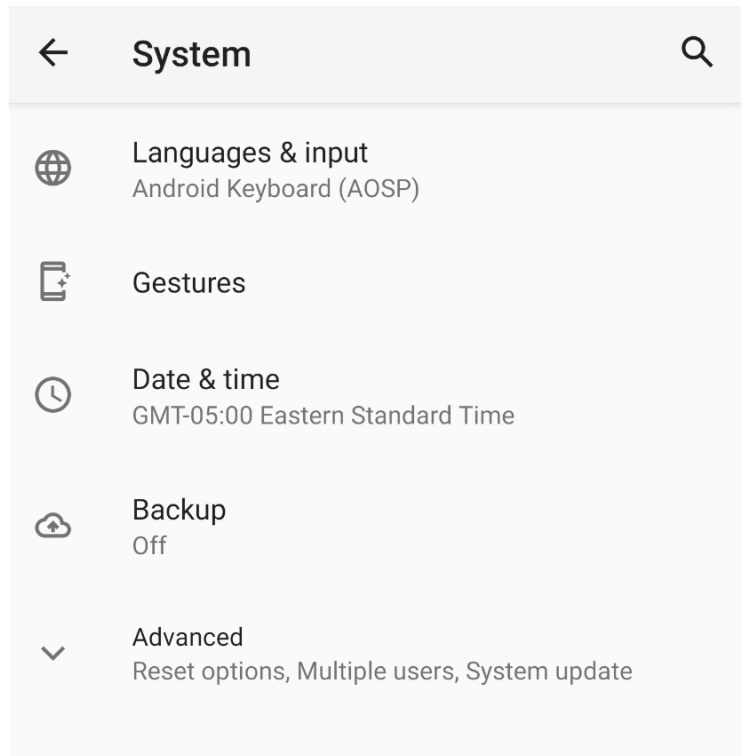 System
Languages & input
Android Keyboard (AOSP)
Gestures
Date & time
GMT-05:00 Eastern Standard Time
Backup
Off
Advanced
Reset options, Multiple users, System update